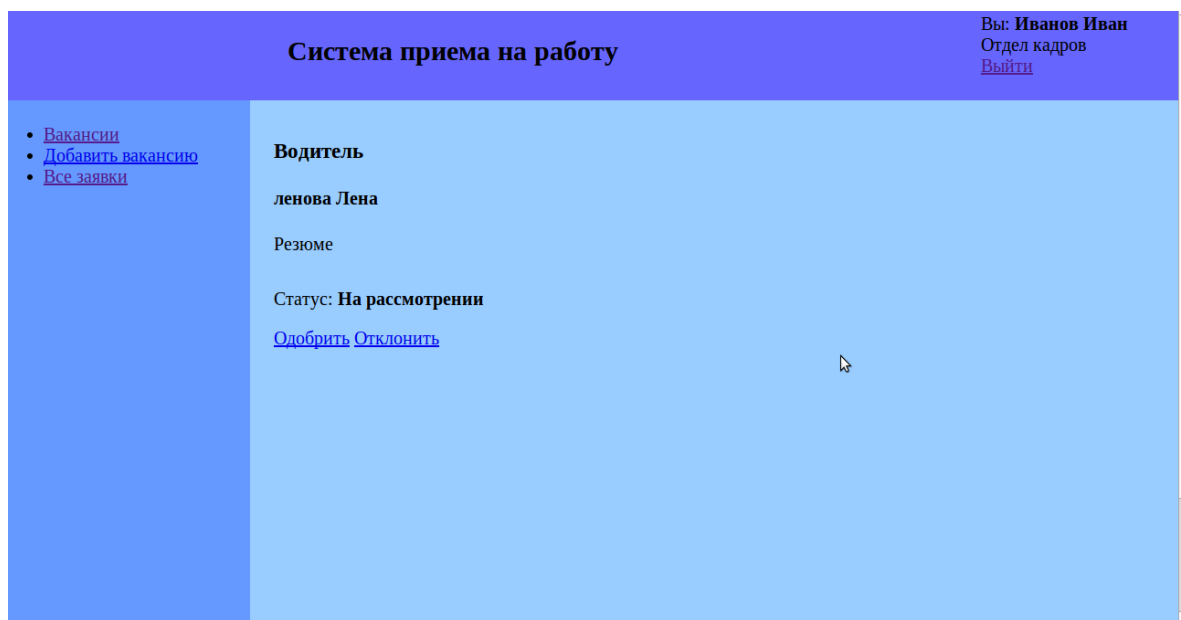 Система приема на работу
Вы: Иванов Иван
Отдел кадров
Выйти
Вакансии
Добавить вакансию
Все заявки
Водитель
ленова Лена
Резюме
Статус: На рассмотрении
Одобрить Отклонить